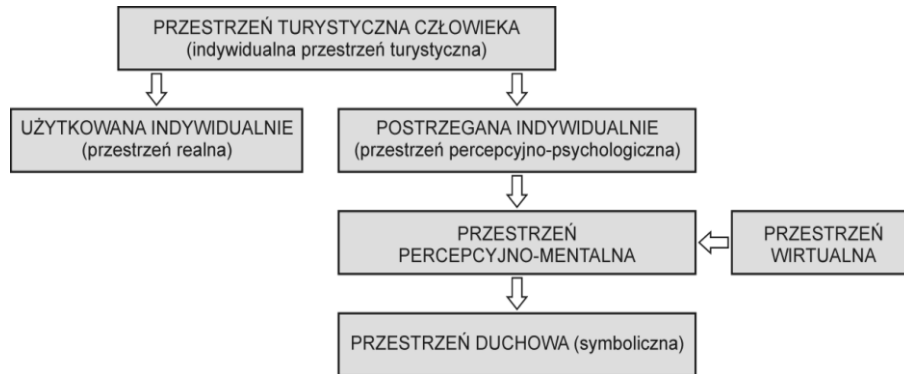 PRZESTRZEŃ TURYSTYCZNA CZŁOWIEKA
(indywidualna przestrzeń turystyczna)
UŻYTKOWANA INDYWIDUALNIE
(przestrzeń realna)
POSTRZEGANA INDYWIDUALNIE
(przestrzeń percepcyjno-psychologiczna)
PRZESTRZEŃ
PERCEPCYJNO-MENTALNA
PRZESTRZEŃ
WIRTUALNA
PRZESTRZEŃ DUCHOWA (symboliczna)